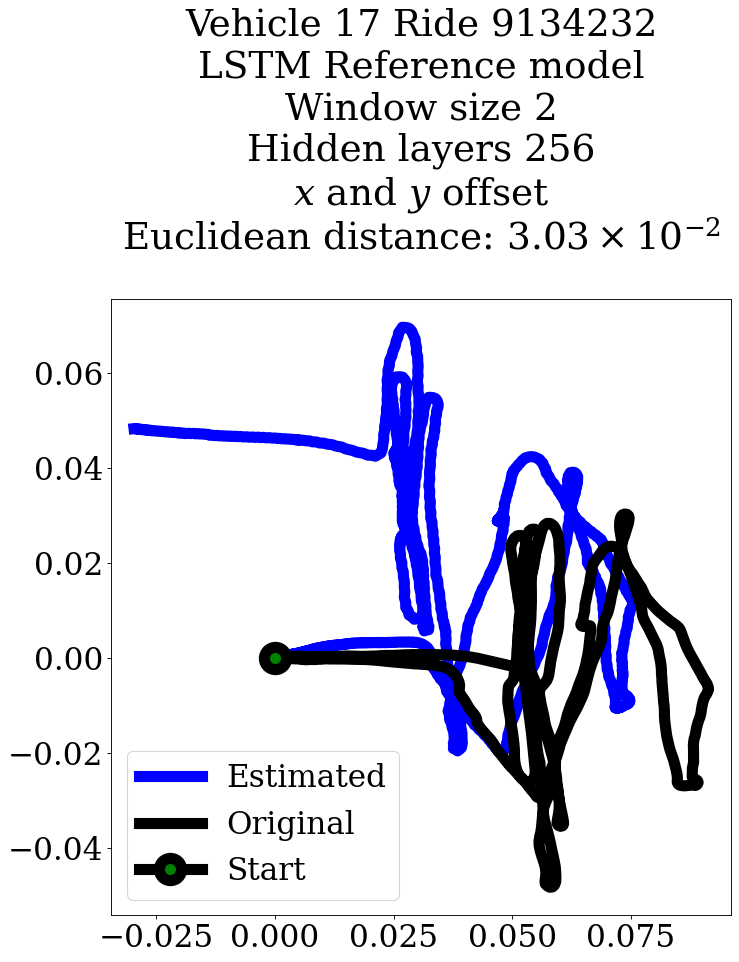 Vehicle 17 Ride 9134232
LSTM Reference model
Window size 2
Hidden layers 256
x and y offset
Euclidean distance: 3.03 × 10⁻²
0.06
0.04
0.02
0.00
−0.02
−0.04
Estimated
Original
Start
−0.025 0.000 0.025 0.050 0.075